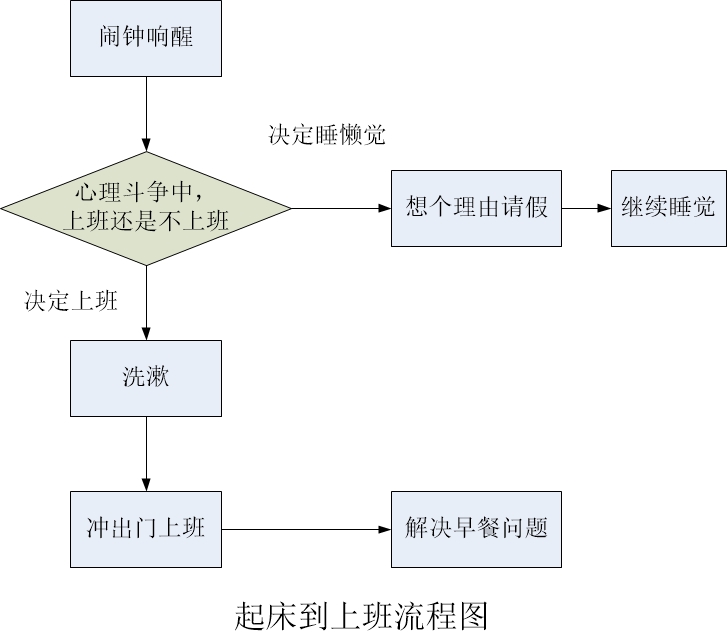 闹钟响醒
决定睡懒觉
心理斗争中，
上班还是不上班
想个理由请假
继续睡觉
决定上班
洗漱
冲出门上班
解决早餐问题
起床到上班流程图